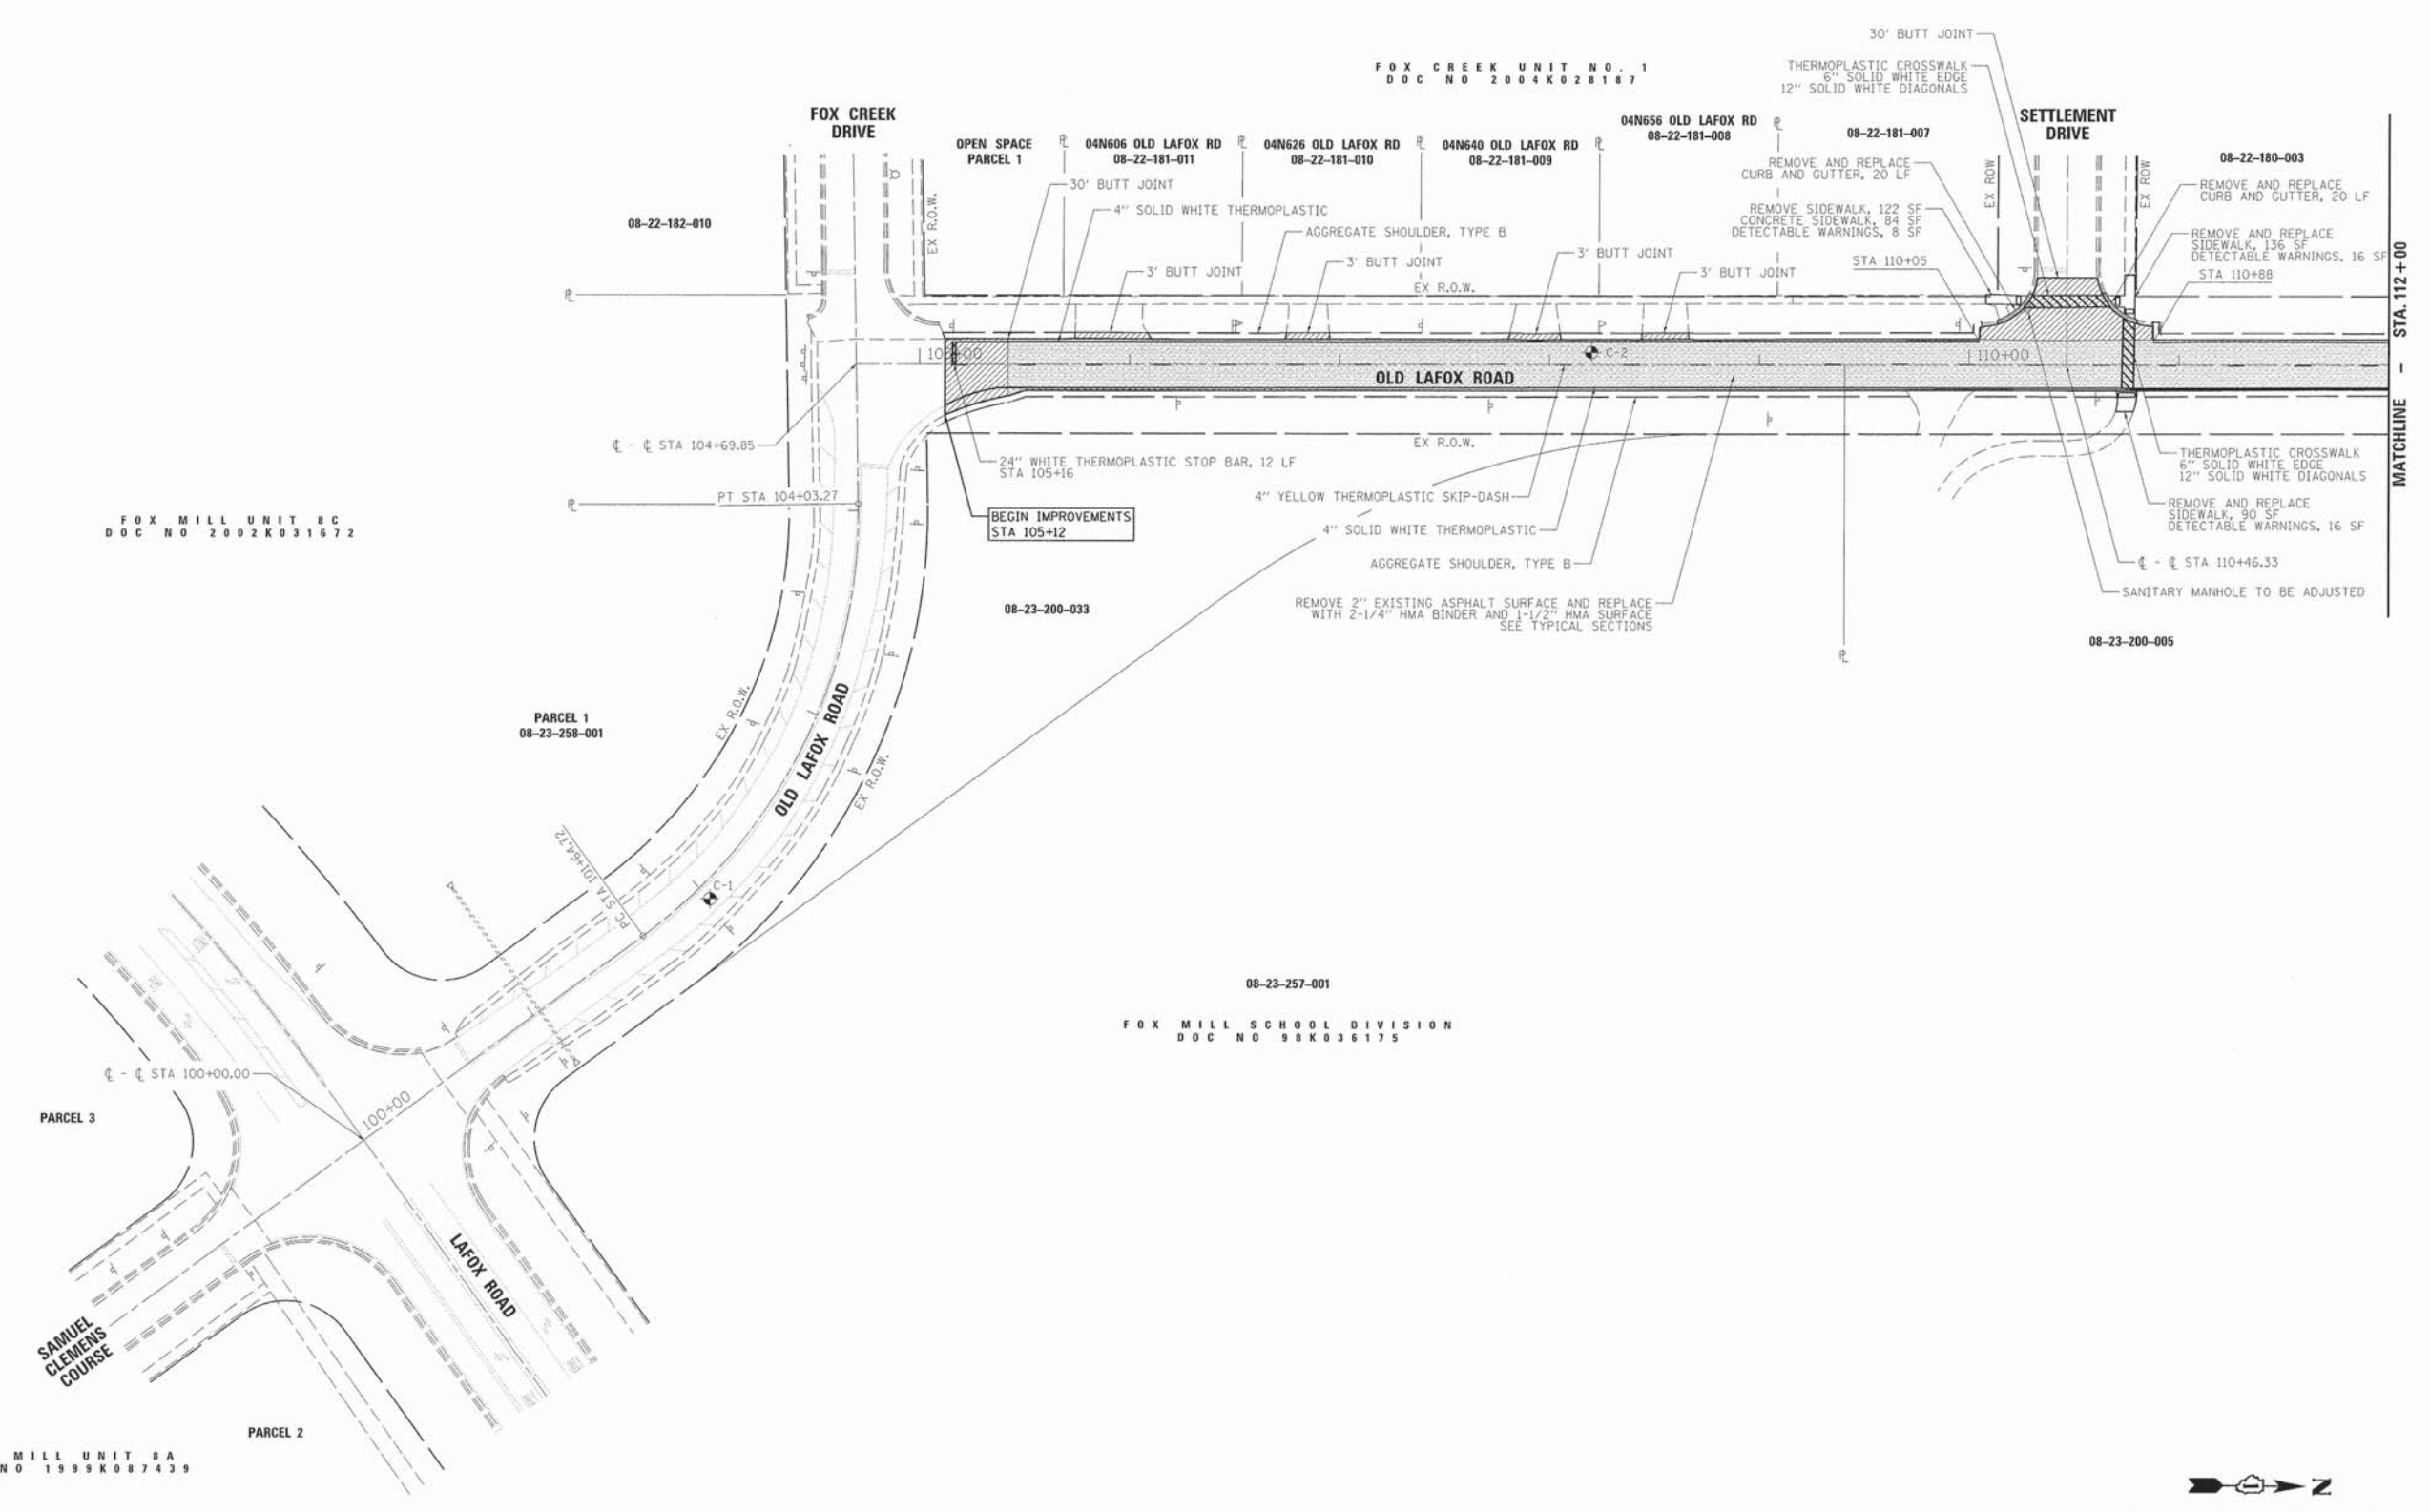 30' BUTT JOINT
FOX CREEK UNIT NO. 1
DOC NO 2004K028187
THERMOPLASTIC CROSSWALK
6" SOLID WHITE EDGE
12" SOLID WHITE DIAGONALS
FOX CREEK
DRIVE
OPEN SPACE
PARCEL 1
04N606 OLD LAFOX RD
08-22-181-011
04N626 OLD LAFOX RD
08-22-181-010
04N640 OLD LAFOX RD
08-22-181-009
04N656 OLD LAFOX RD
08-22-181-008
08-22-181-007
SETTLEMENT
DRIVE
08-22-180-003
REMOVE AND REPLACE
CURB AND GUTTER, 20 LF
REMOVE SIDEWALK, 122 SF
CONCRETE SIDEWALK, 84 SF
DETECTABLE WARNINGS, 8 SF
STA 110+05
EX ROW
EX ROW
REMOVE AND REPLACE
CURB AND GUTTER, 20 LF
REMOVE AND REPLACE
SIDEWALK, 136 SF
DETECTABLE WARNINGS, 16 SF
STA 110+88
MATCHLINE - STA. 112+00
08-22-182-010
EX R.O.W.
30' BUTT JOINT
4" SOLID WHITE THERMOPLASTIC
AGGREGATE SHOULDER, TYPE B
3' BUTT JOINT
3' BUTT JOINT
3' BUTT JOINT
3' BUTT JOINT
EX R.O.W.
C-2
110+00
OLD LAFOX ROAD
EX R.O.W.
℄ - ℄ STA 104+69.85
PT STA 104+03.27
24" WHITE THERMOPLASTIC STOP BAR, 12 LF
STA 105+16
BEGIN IMPROVEMENTS
STA 105+12
4" YELLOW THERMOPLASTIC SKIP-DASH
4" SOLID WHITE THERMOPLASTIC
AGGREGATE SHOULDER, TYPE B
REMOVE 2" EXISTING ASPHALT SURFACE AND REPLACE
WITH 2-1/4" HMA BINDER AND 1-1/2" HMA SURFACE
SEE TYPICAL SECTIONS
THERMOPLASTIC CROSSWALK
6" SOLID WHITE EDGE
12" SOLID WHITE DIAGONALS
REMOVE AND REPLACE
SIDEWALK, 90 SF
DETECTABLE WARNINGS, 16 SF
℄ - ℄ STA 110+46.33
SANITARY MANHOLE TO BE ADJUSTED
08-23-200-005
FOX MILL UNIT 8C
DOC NO 2002K031672
08-23-200-033
PARCEL 1
08-23-258-001
EX R.O.W.
OLD LAFOX ROAD
EX R.O.W.
PC STA 101+64.72
C-1
08-23-257-001
FOX MILL SCHOOL DIVISION
DOC NO 98K036175
℄ - ℄ STA 100+00.00
100+00
PARCEL 3
LAFOX ROAD
SAMUEL
CLEMENS
COURSE
PARCEL 2
MILL UNIT 8A
NO 1999K087439
N